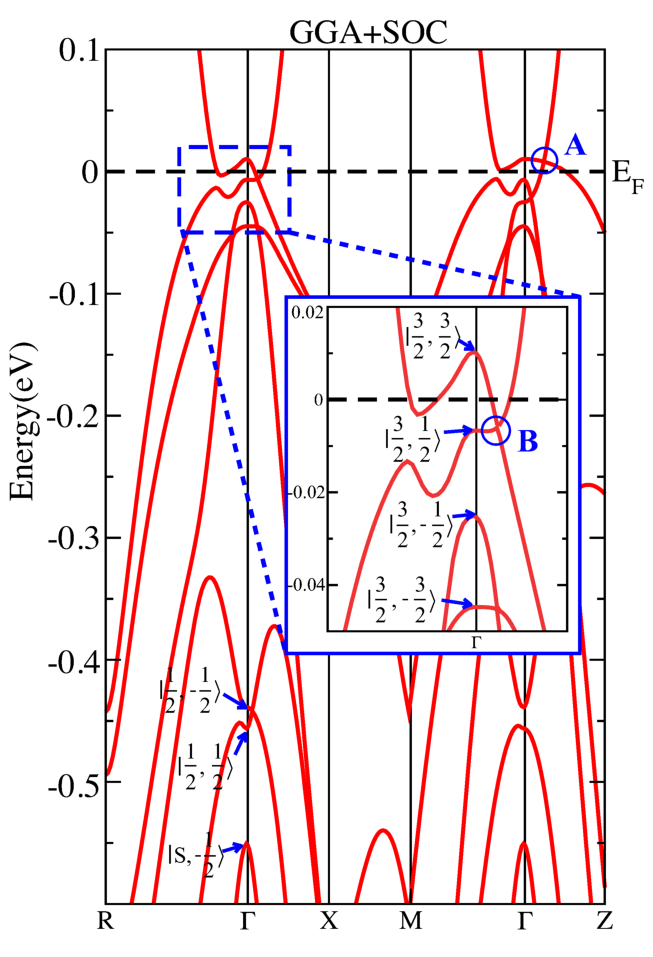 GGA+SOC
0.1
A
0
E_F
-0.1
0.02
|3/2, 3/2⟩
0
-0.2
|3/2, 1/2⟩
B
Energy(eV)
-0.02
|3/2, -1/2⟩
-0.3
-0.04
|3/2, -3/2⟩
Γ
-0.4
|1/2, -1/2⟩
|1/2, 1/2⟩
-0.5
|S, -1/2⟩
R Γ X M Γ Z